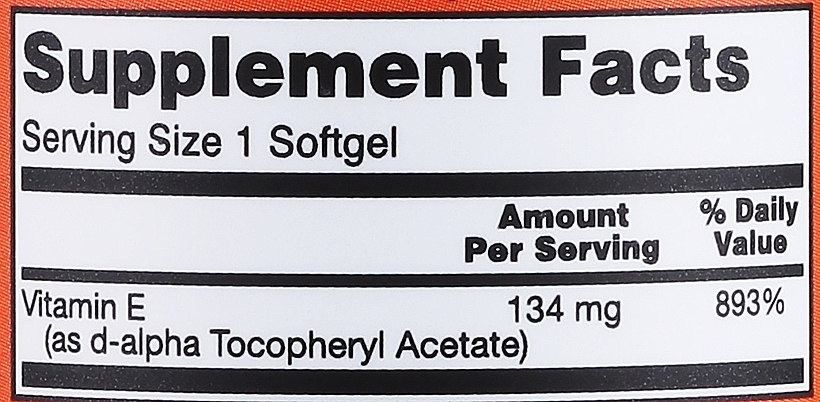 Supplement Facts
Serving Size 1 Softgel
Amount Per Serving
% Daily Value
Vitamin E 134 mg 893%
(as d-alpha Tocopheryl Acetate)